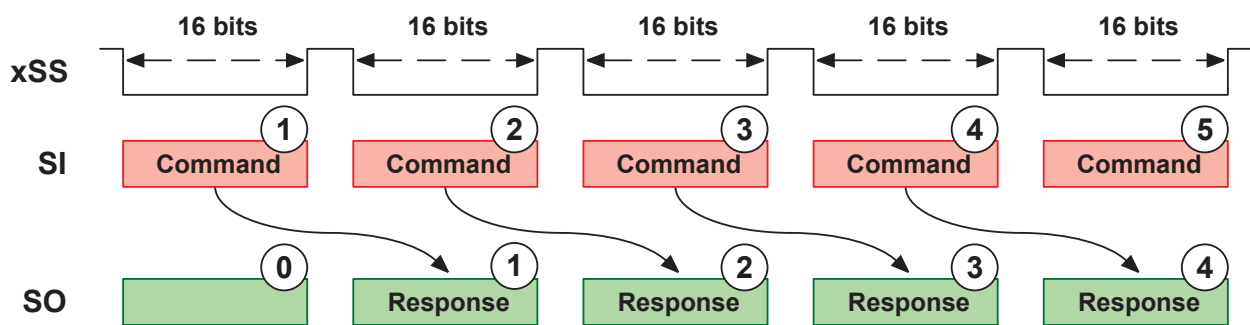 16 bits 16 bits 16 bits 16 bits 16 bits
xSS
1 2 3 4 5
SI Command Command Command Command Command
0 1 2 3 4
SO Response Response Response Response